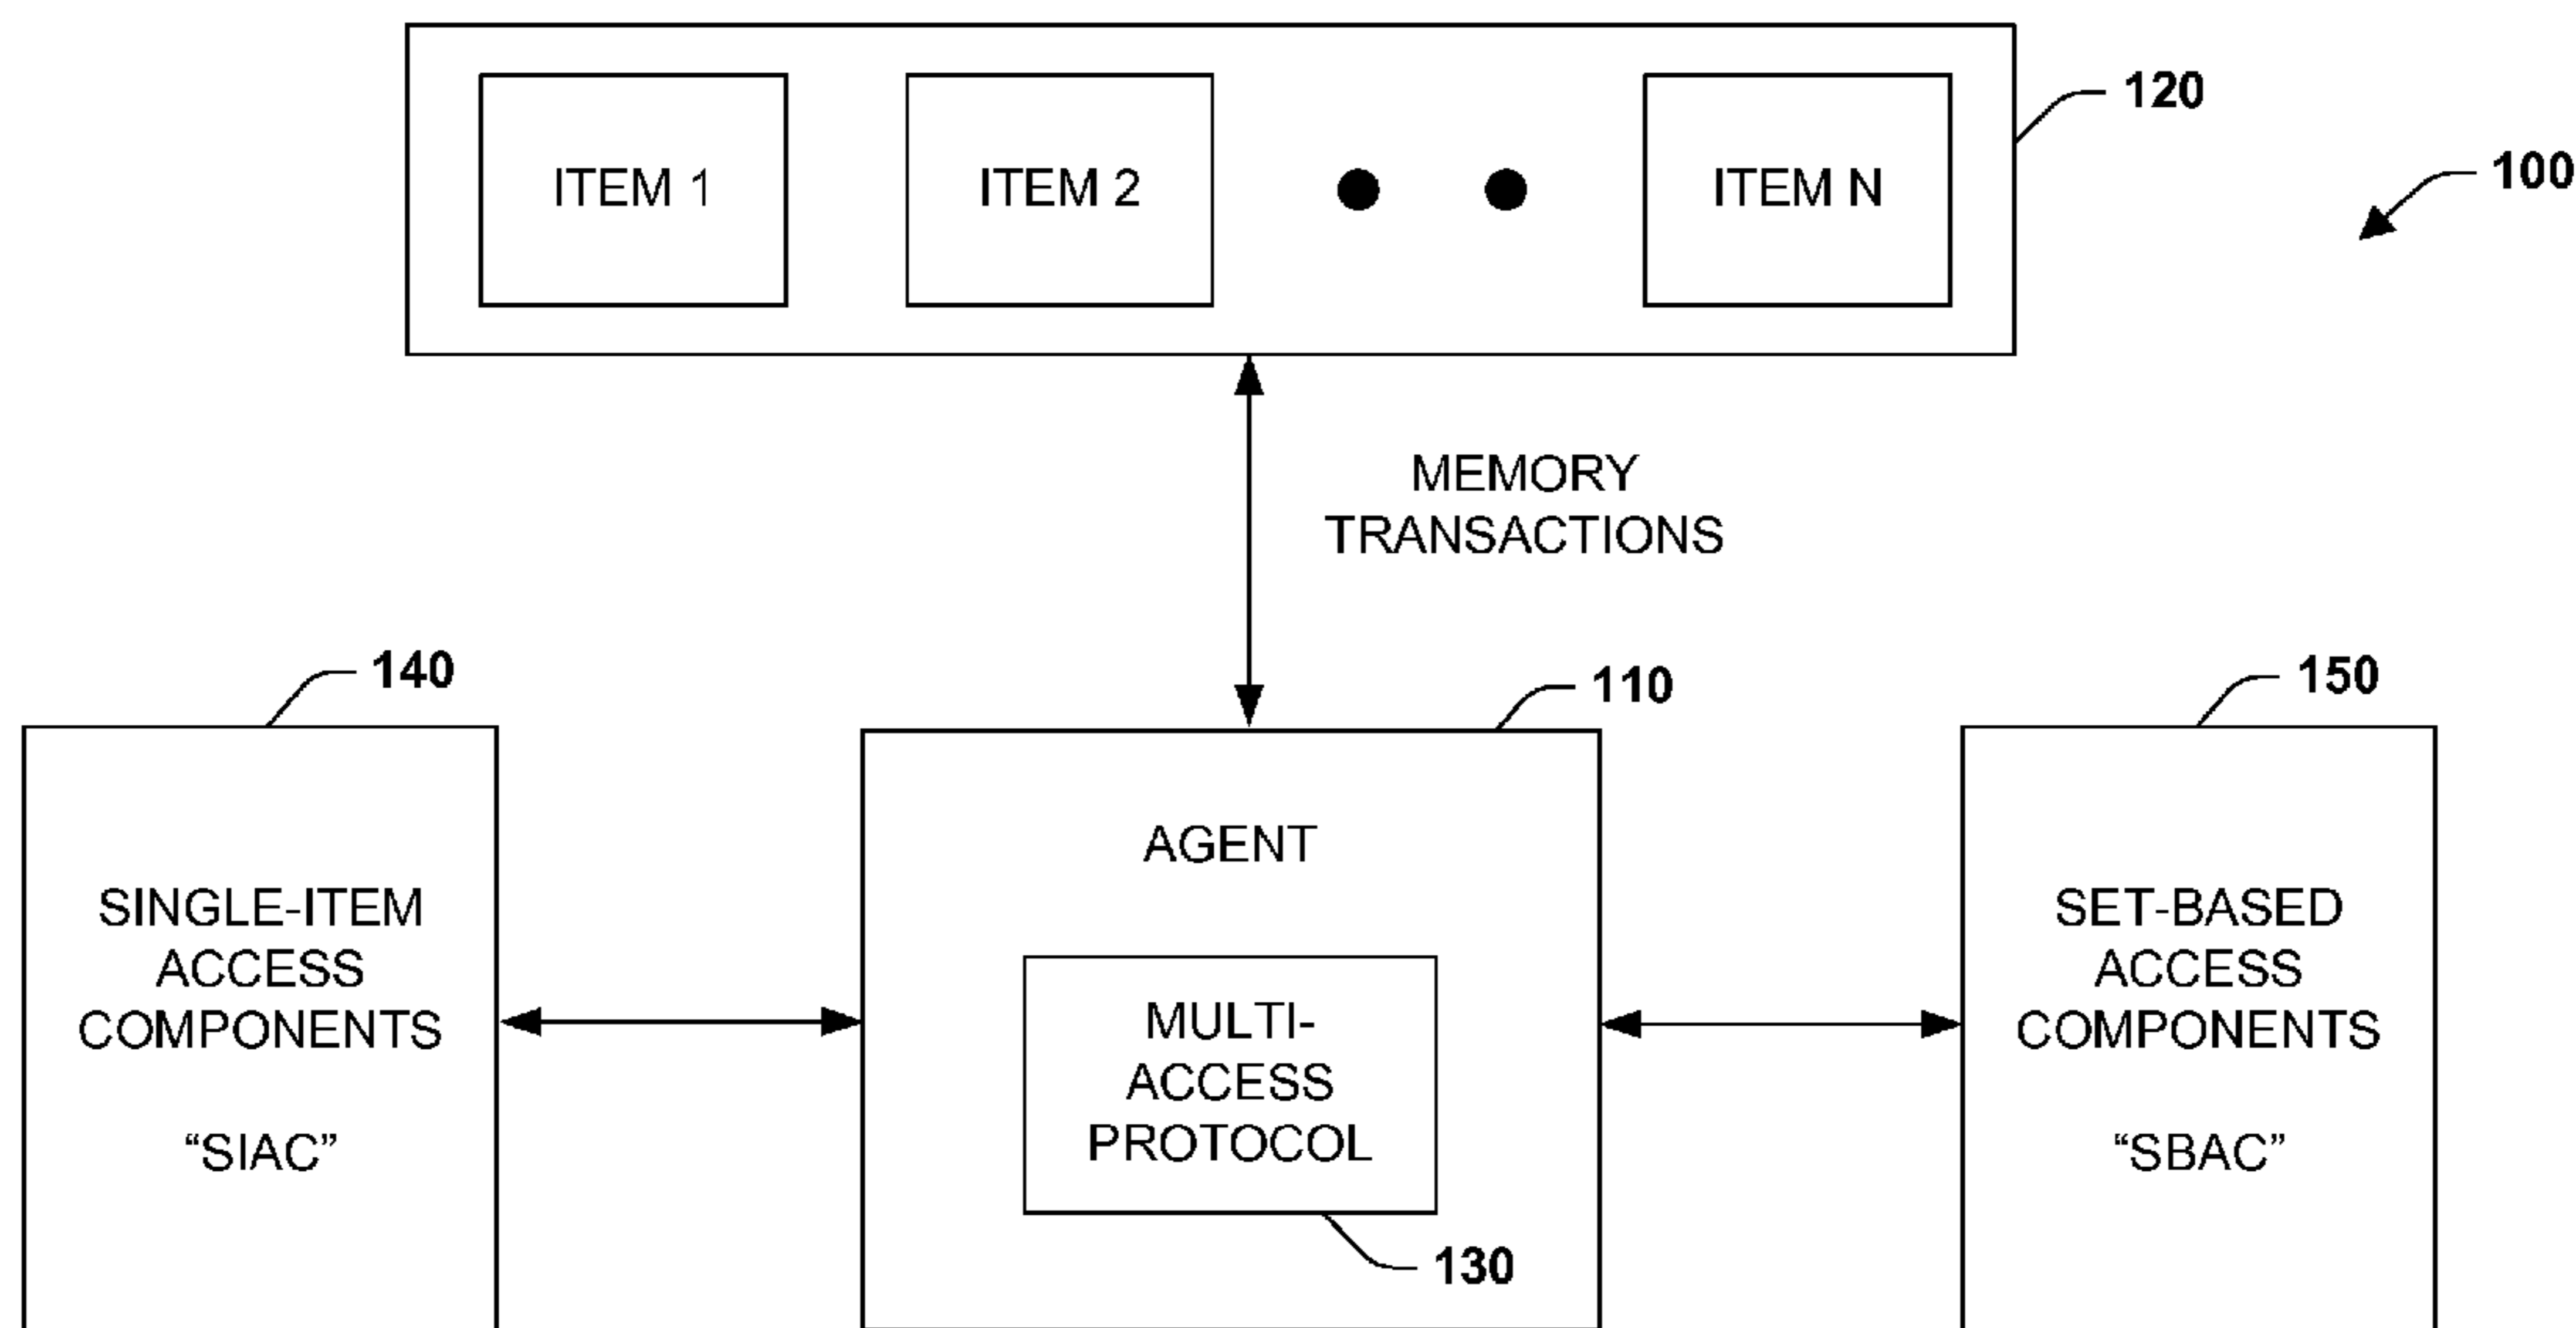 120
100
ITEM 1
ITEM 2
ITEM N
MEMORY
TRANSACTIONS
140
110
150
SINGLE-ITEM
ACCESS
COMPONENTS
“SIAC”
AGENT
MULTI-
ACCESS
PROTOCOL
130
SET-BASED
ACCESS
COMPONENTS
“SBAC”